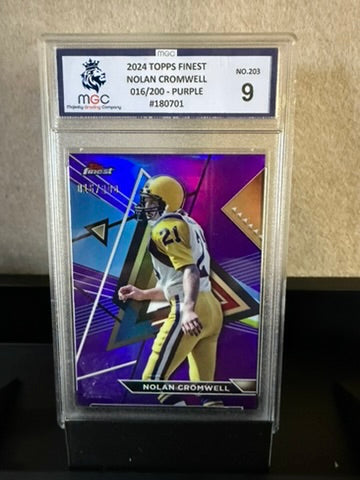 MGC
2024 TOPPS FINEST
NOLAN CROMWELL
016/200 - PURPLE
#180701
NO.203
9
MGC
Majesty Grading Company
finest
21
2
NOLAN CROMWELL